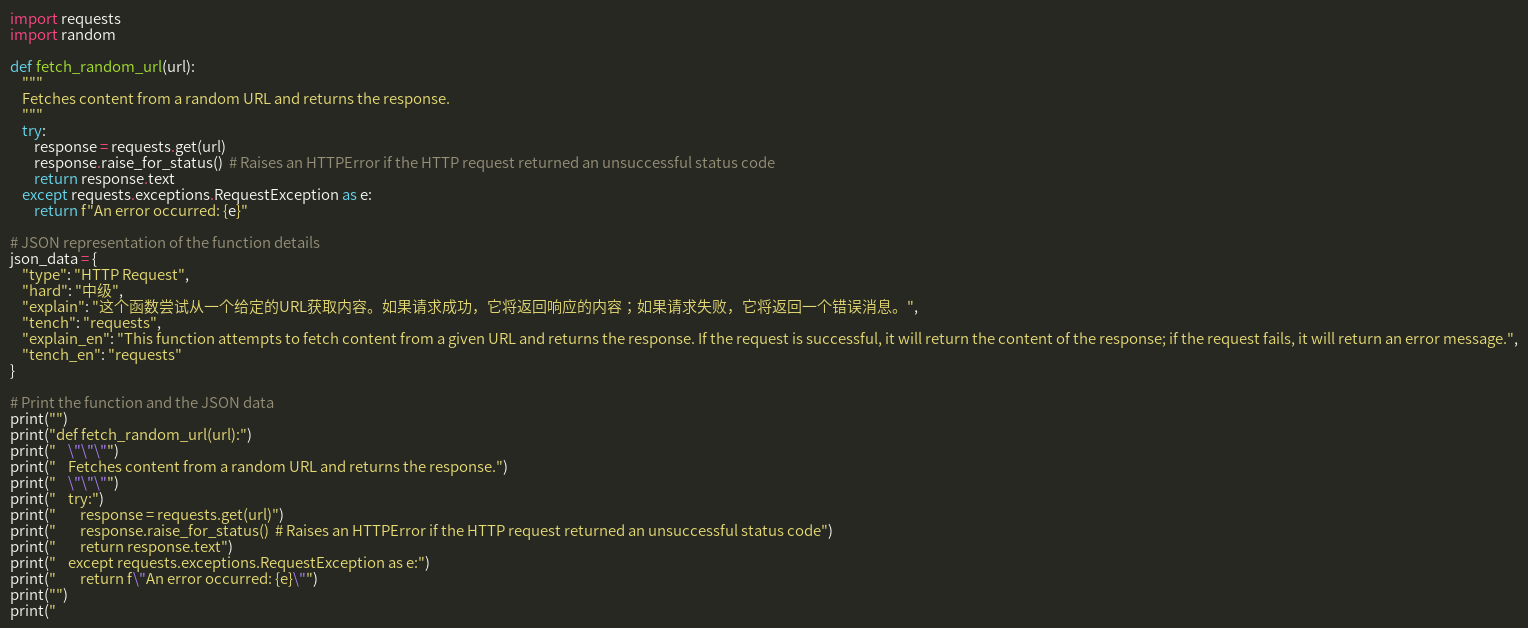 import requests
import random
def fetch_random_url(url):
"""
Fetches content from a random URL and returns the response.
"""
try:
response = requests.get(url)
response.raise_for_status()  # Raises an HTTPError if the HTTP request returned an unsuccessful status code
return response.text
except requests.exceptions.RequestException as e:
return f"An error occurred: {e}"
# JSON representation of the function details
json_data = {
"type": "HTTP Request",
"hard": "中级",
"explain": "这个函数尝试从一个给定的URL获取内容。如果请求成功，它将返回响应的内容；如果请求失败，它将返回一个错误消息。",
"tench": "requests",
"explain_en": "This function attempts to fetch content from a given URL and returns the response. If the request is successful, it will return the content of the response; if the request fails, it will return an error message.",
"tench_en": "requests"
}
# Print the function and the JSON data
print("")
print("def fetch_random_url(url):")
print("    \"\"\"")
print("    Fetches content from a random URL and returns the response.")
print("    \"\"\"")
print("    try:")
print("        response = requests.get(url)")
print("        response.raise_for_status()  # Raises an HTTPError if the HTTP request returned an unsuccessful status code")
print("        return response.text")
print("    except requests.exceptions.RequestException as e:")
print("        return f\"An error occurred: {e}\"")
print("")
print("